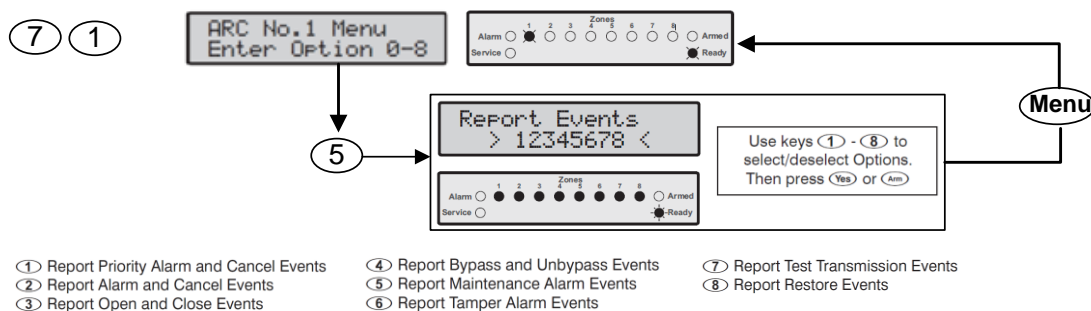 7 1
ARC No.1 Menu
Enter Option 0-8
Zones
1 2 3 4 5 6 7 8
Alarm Armed
Service Ready
Menu
5
Report Events
> 12345678 <
Zones
1 2 3 4 5 6 7 8
Alarm Armed
Service Ready
Use keys 1 - 8 to
select/deselect Options.
Then press Yes or Arm
1 Report Priority Alarm and Cancel Events
2 Report Alarm and Cancel Events
3 Report Open and Close Events
4 Report Bypass and Unbypass Events
5 Report Maintenance Alarm Events
6 Report Tamper Alarm Events
7 Report Test Transmission Events
8 Report Restore Events